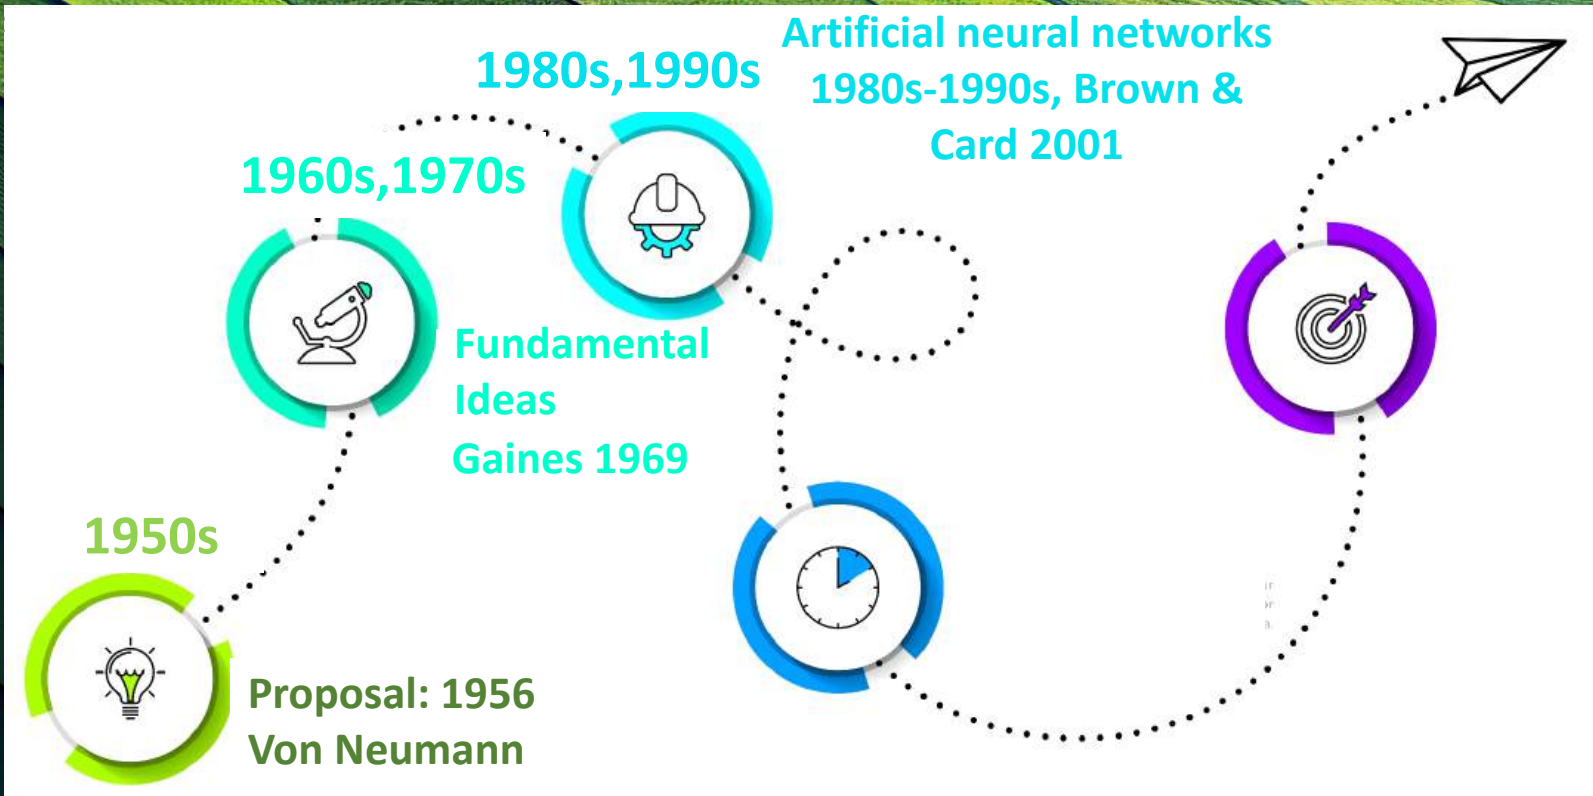 1950s
Proposal: 1956
Von Neumann
1960s,1970s
Fundamental
Ideas
Gaines 1969
1980s,1990s
Artificial neural networks
1980s-1990s, Brown &
Card 2001